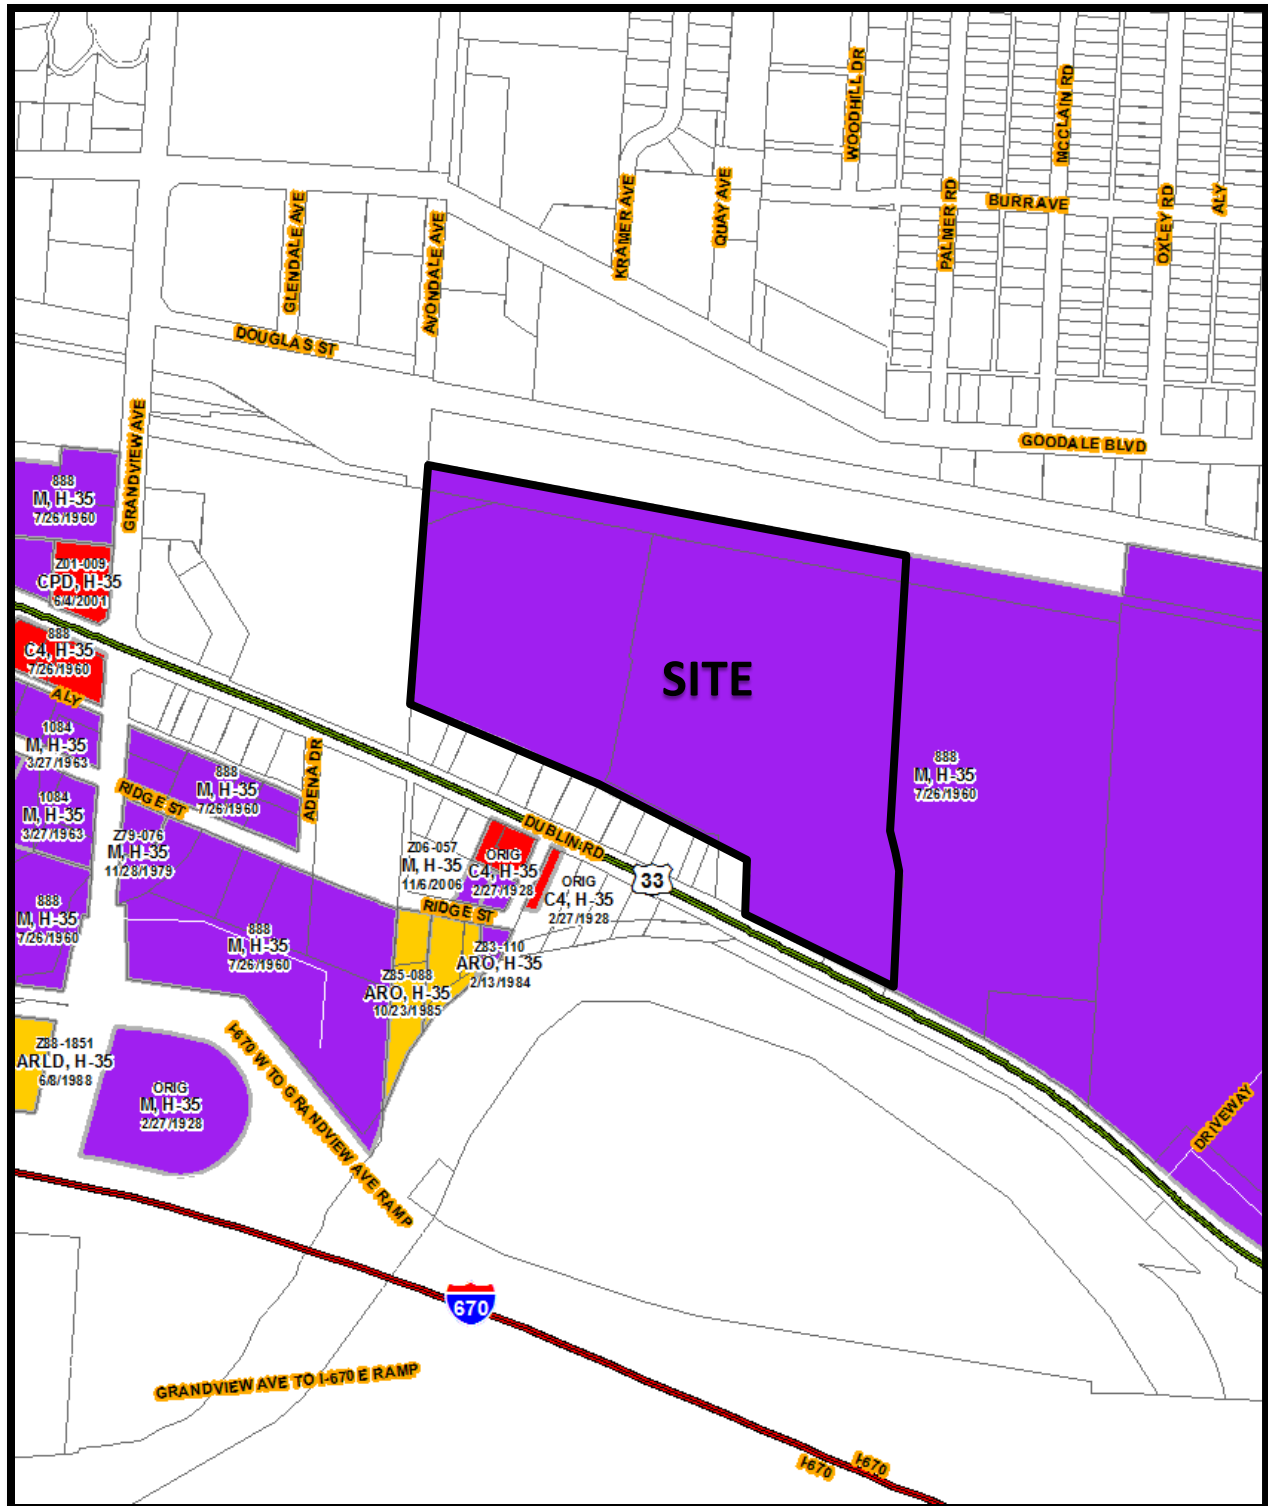 WOODHILL DR
MCCLAIN RD
KRAMER AVE
QUAY AVE
PALMER RD
BURR AVE
OXLEY RD
ALY
GLENDALE AVE
AVONDALE AVE
DOUGLAS ST
GRANDVIEW AVE
GOODALE BLVD
888
M, H-35
7/26/1960
Z01-009
CPD, H-35
6/4/2001
888
C4, H-35
7/26/1960
ALY
SITE
1084
M, H-35
3/27/1963
ADENA DR
888
M, H-35
7/26/1960
888
M, H-35
7/26/1960
RIDGE ST
1084
M, H-35
3/27/1963
Z79-076
M, H-35
11/28/1979
DUBLIN RD
Z06-057
M, H-35
11/6/2006
ORIG
C4, H-35
2/27/1928
ORIG
C4, H-35
2/27/1928
33
888
M, H-35
7/26/1960
RIDGE ST
888
M, H-35
7/26/1960
Z83-110
ARO, H-35
2/13/1984
Z85-088
ARO, H-35
10/23/1985
Z88-1851
ARLD, H-35
6/8/1988
I-670 W TO GRANDVIEW AVE RAMP
ORIG
M, H-35
2/27/1928
DRIVEWAY
670
GRANDVIEW AVE TO I-670 E RAMP
I-670
I-670